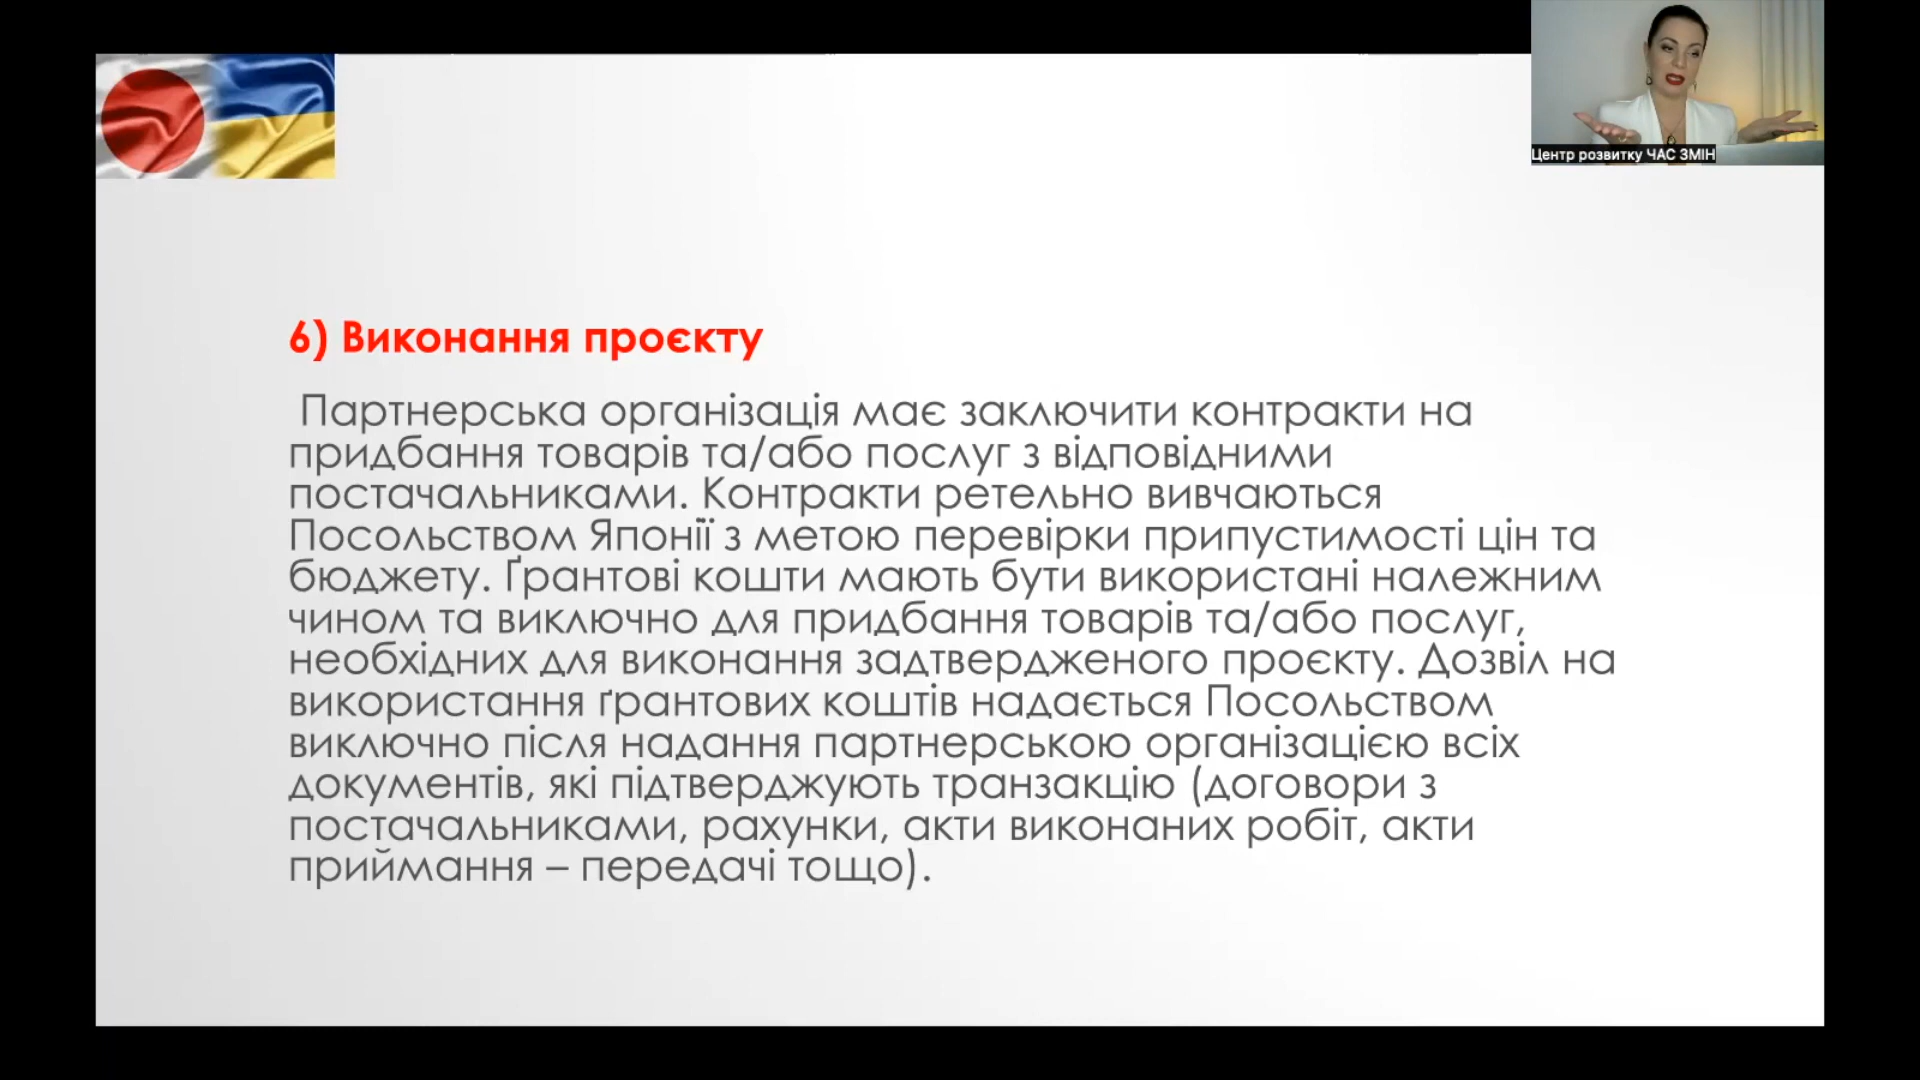 Центр розвитку ЧАС ЗМІН
6) Виконання проєкту
Партнерська організація має заключити контракти на
придбання товарів та/або послуг з відповідними
постачальниками. Контракти ретельно вивчаються
Посольством Японії з метою перевірки припустимості цін та
бюджету. Ґрантові кошти мають бути використані належним
чином та виключно для придбання товарів та/або послуг,
необхідних для виконання задтвердженого проєкту. Дозвіл на
використання ґрантових коштів надається Посольством
виключно після надання партнерською організацією всіх
документів, які підтверджують транзакцію (договори з
постачальниками, рахунки, акти виконаних робіт, акти
приймання – передачі тощо).